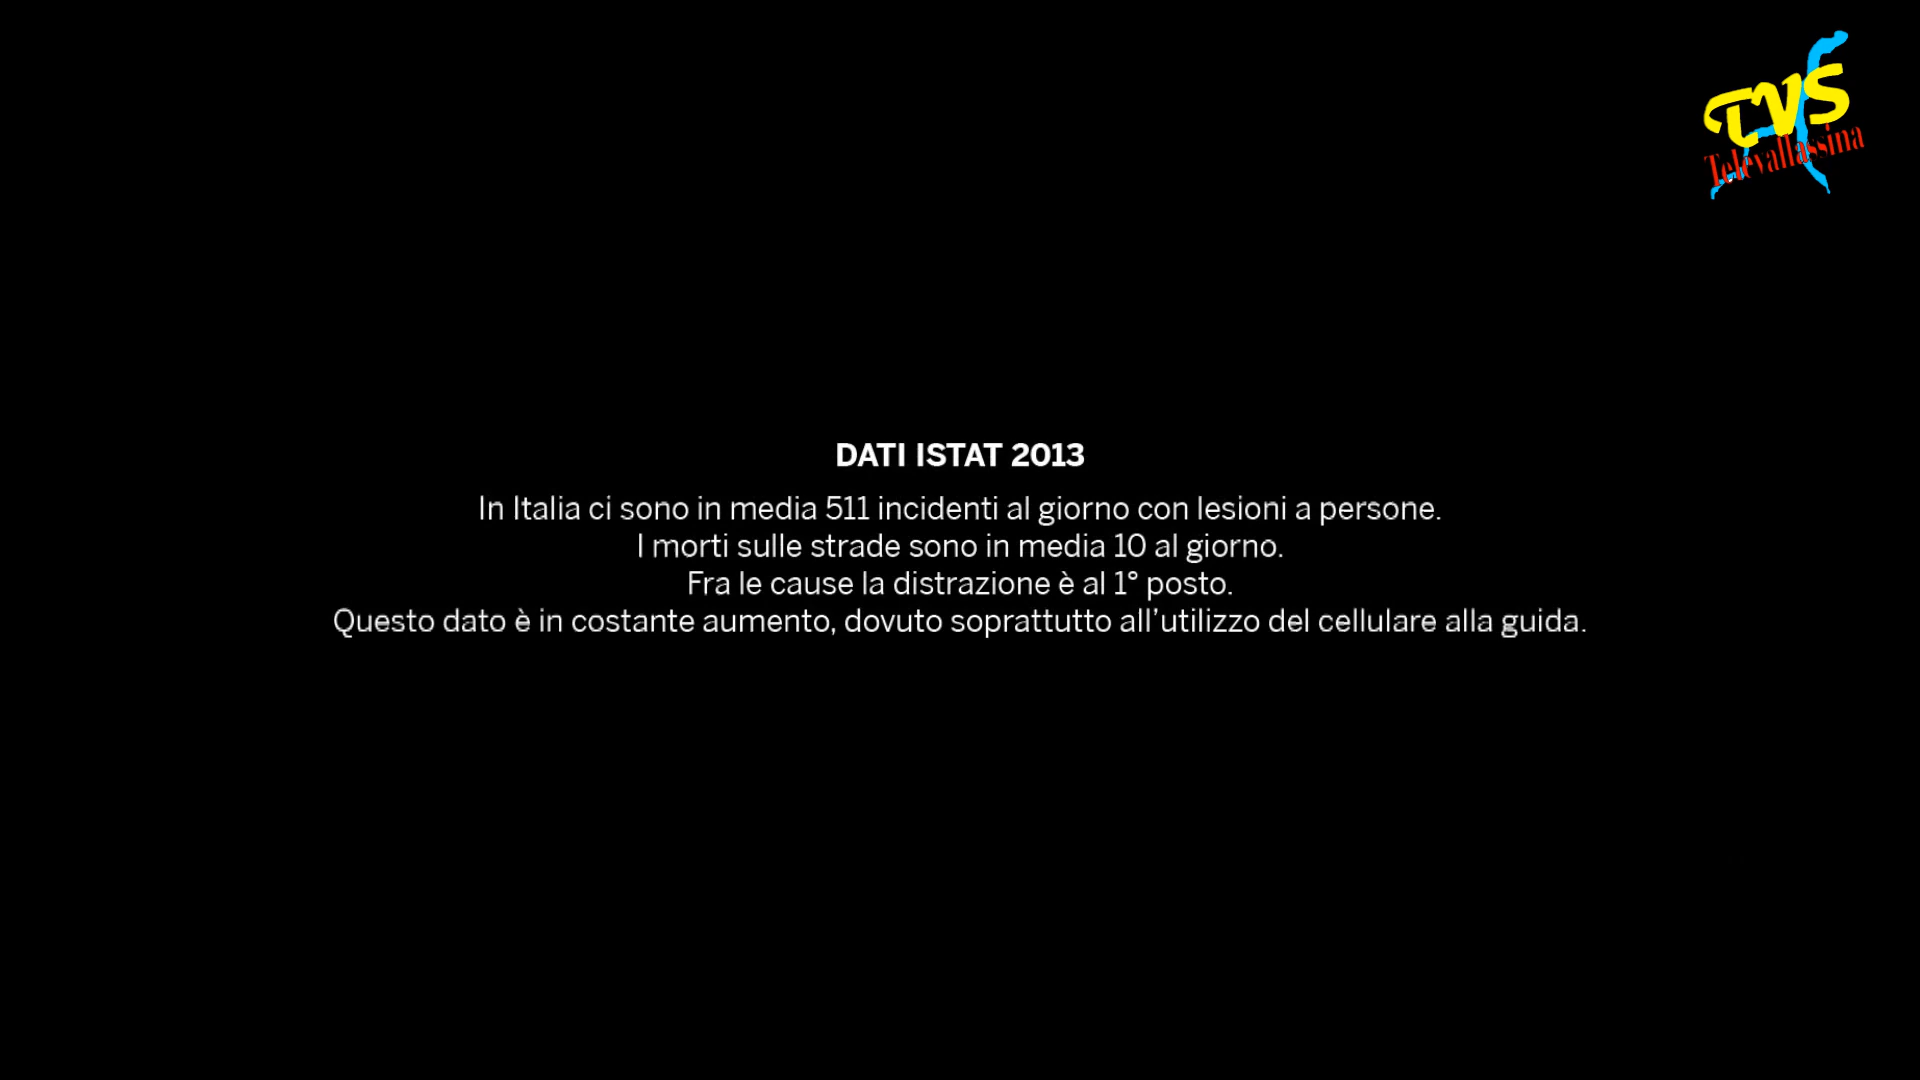 TVS
Televallassina
DATI ISTAT 2013
In Italia ci sono in media 511 incidenti al giorno con lesioni a persone.
I morti sulle strade sono in media 10 al giorno.
Fra le cause la distrazione è al 1° posto.
Questo dato è in costante aumento, dovuto soprattutto all’utilizzo del cellulare alla guida.